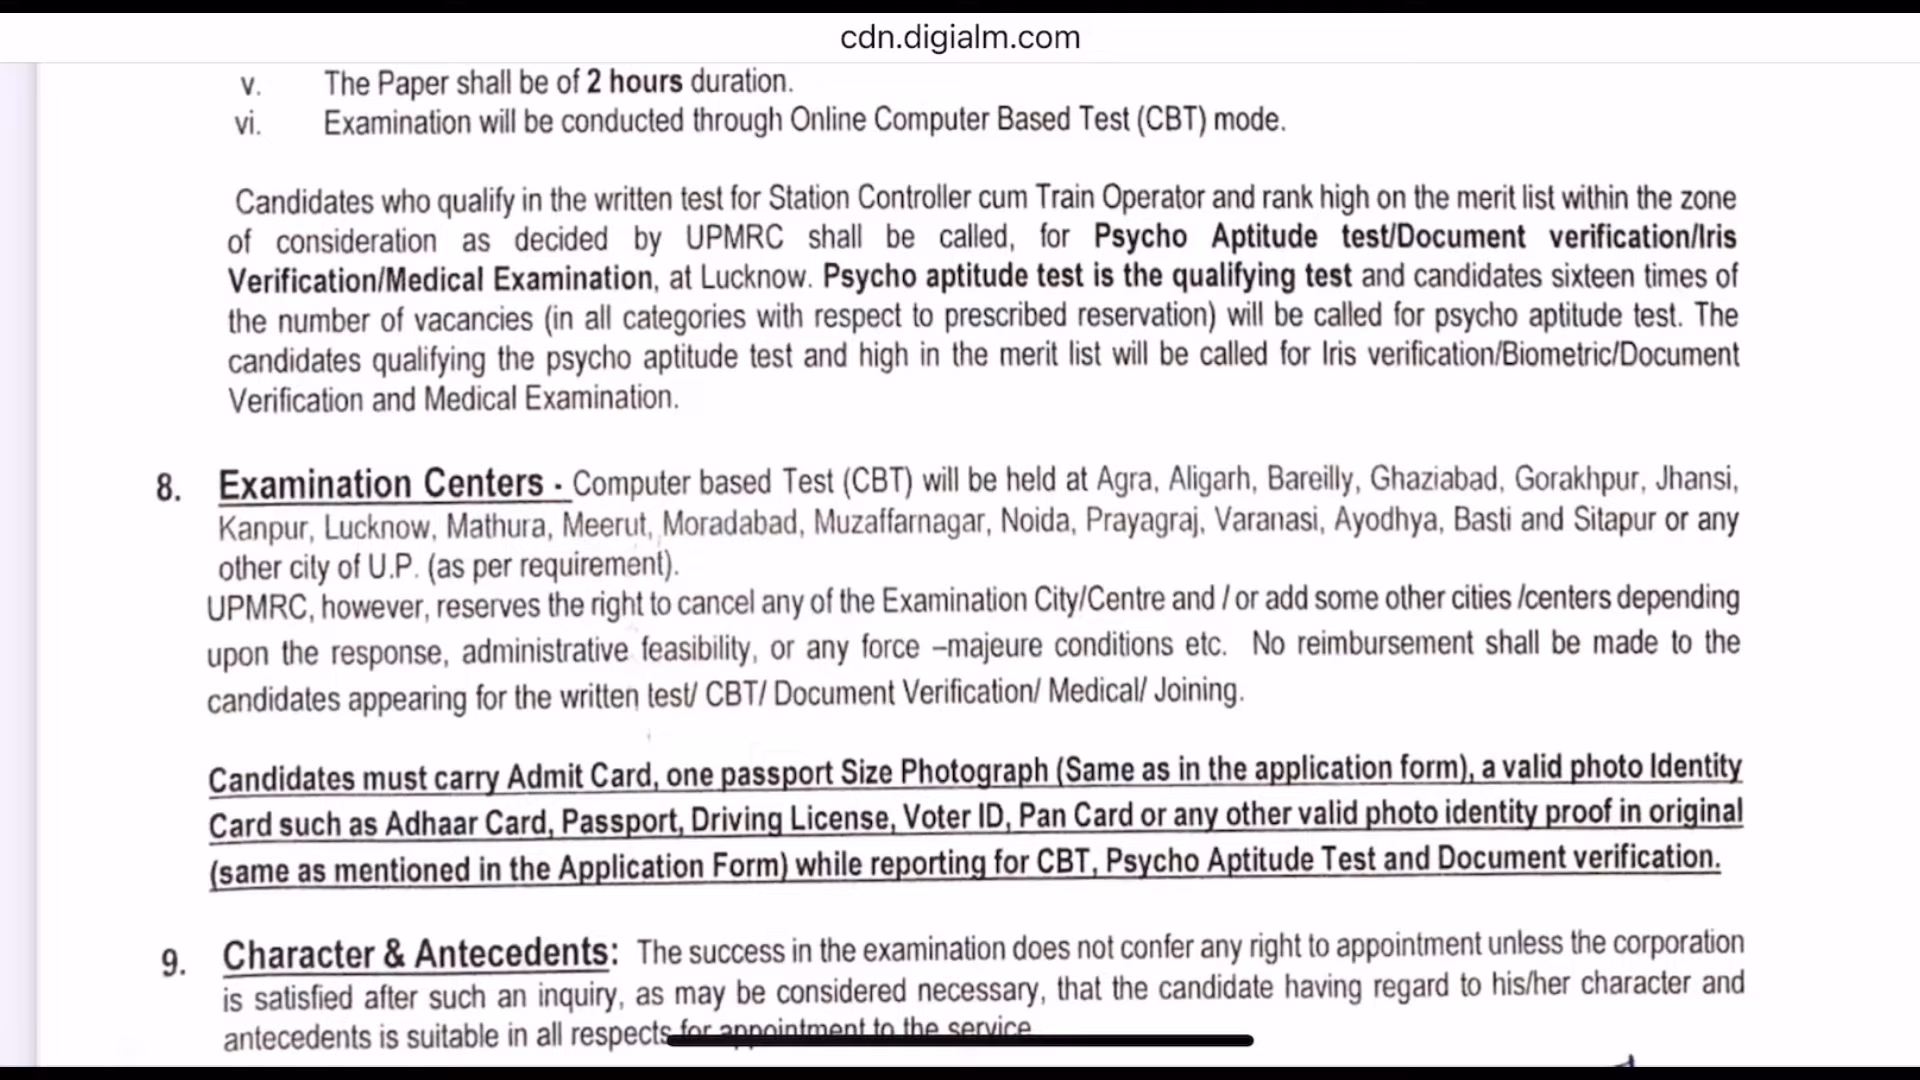 cdn.digialm.com
v. The Paper shall be of 2 hours duration.
vi. Examination will be conducted through Online Computer Based Test (CBT) mode.
Candidates who qualify in the written test for Station Controller cum Train Operator and rank high on the merit list within the zone
of consideration as decided by UPMRC shall be called, for Psycho Aptitude test/Document verification/Iris
Verification/Medical Examination, at Lucknow. Psycho aptitude test is the qualifying test and candidates sixteen times of
the number of vacancies (in all categories with respect to prescribed reservation) will be called for psycho aptitude test. The
candidates qualifying the psycho aptitude test and high in the merit list will be called for Iris verification/Biometric/Document
Verification and Medical Examination.
8. Examination Centers - Computer based Test (CBT) will be held at Agra, Aligarh, Bareilly, Ghaziabad, Gorakhpur, Jhansi,
Kanpur, Lucknow, Mathura, Meerut, Moradabad, Muzaffarnagar, Noida, Prayagraj, Varanasi, Ayodhya, Basti and Sitapur or any
other city of U.P. (as per requirement).
UPMRC, however, reserves the right to cancel any of the Examination City/Centre and / or add some other cities /centers depending
upon the response, administrative feasibility, or any force –majeure conditions etc. No reimbursement shall be made to the
candidates appearing for the written test/ CBT/ Document Verification/ Medical/ Joining.
Candidates must carry Admit Card, one passport Size Photograph (Same as in the application form), a valid photo Identity
Card such as Adhaar Card, Passport, Driving License, Voter ID, Pan Card or any other valid photo identity proof in original
(same as mentioned in the Application Form) while reporting for CBT, Psycho Aptitude Test and Document verification.
9. Character & Antecedents: The success in the examination does not confer any right to appointment unless the corporation
is satisfied after such an inquiry, as may be considered necessary, that the candidate having regard to his/her character and
antecedents is suitable in all respects for appointment to the service